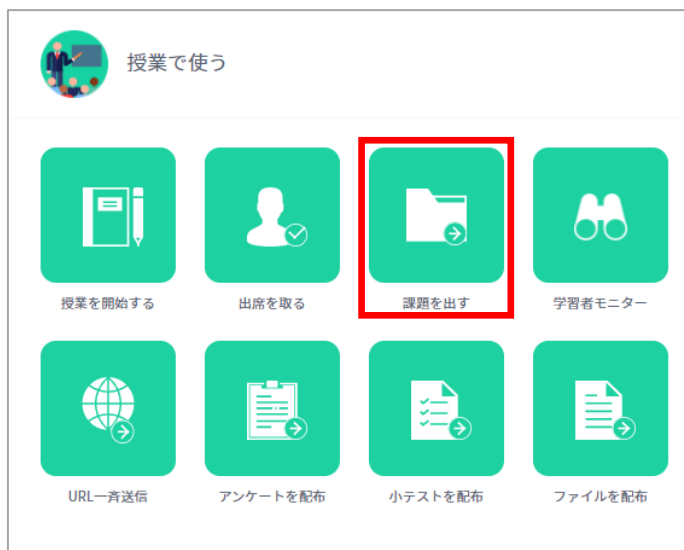 授業で使う
授業を開始する
出席を取る
課題を出す
学習者モニター
URL一斉送信
アンケートを配布
小テストを配布
ファイルを配布